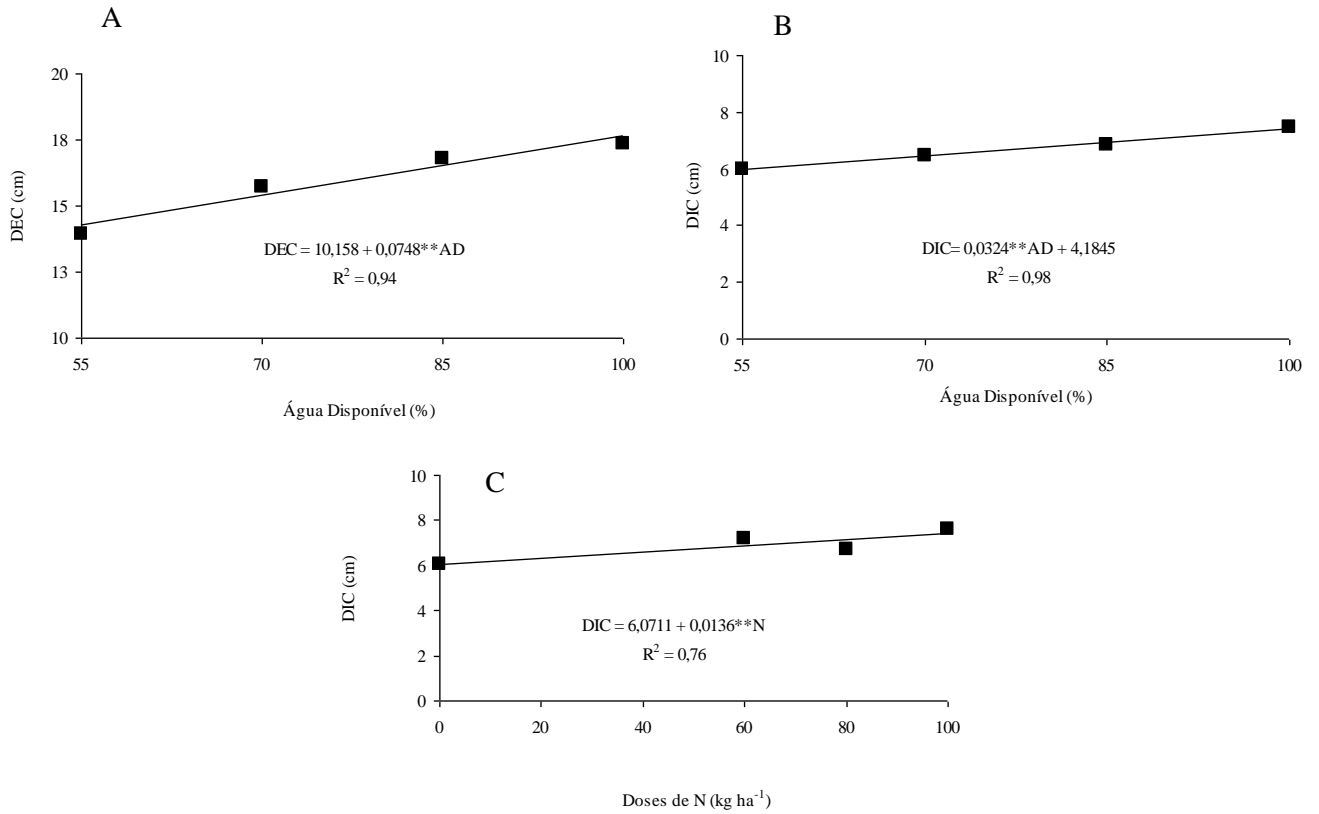 A
20
18
15
13
10
DEC (cm)
DEC = 10,158 + 0,0748**AD
R² = 0,94
55 70 85 100
Água Disponível (%)
B
10
8
6
4
2
0
DIC (cm)
DIC= 0,0324**AD + 4,1845
R² = 0,98
55 70 85 100
Água Disponível (%)
C
10
8
6
4
2
0
DIC (cm)
DIC = 6,0711 + 0,0136**N
R² = 0,76
0 20 40 60 80 100
Doses de N (kg ha⁻¹)